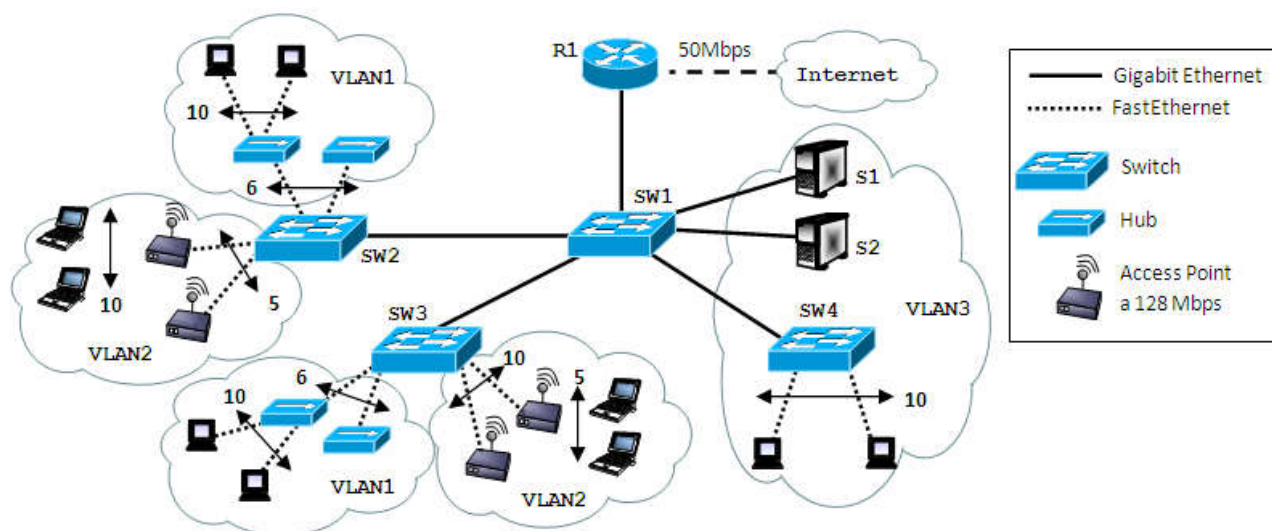 R1
50Mbps
Internet
VLAN1
10
6
SW2
10
5
VLAN2
SW1
S1
S2
VLAN3
SW4
10
SW3
6
10
VLAN1
10
5
VLAN2
Gigabit Ethernet
FastEthernet
Switch
Hub
Access Point
a 128 Mbps